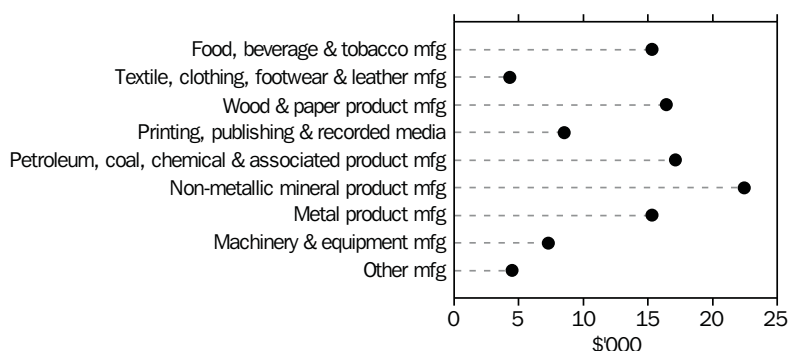 Food, beverage & tobacco mfg
Textile, clothing, footwear & leather mfg
Wood & paper product mfg
Printing, publishing & recorded media
Petroleum, coal, chemical & associated product mfg
Non-metallic mineral product mfg
Metal product mfg
Machinery & equipment mfg
Other mfg
0 5 10 15 20 25
$'000